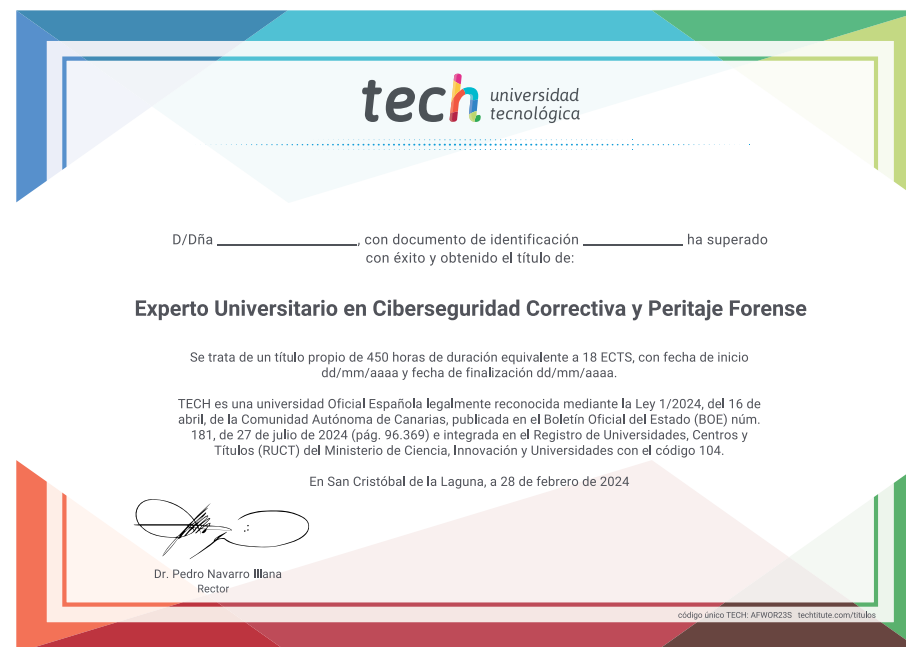 tech universidad
tecnológica
D/Dña ______________, con documento de identificación __________ ha superado
con éxito y obtenido el título de:
Experto Universitario en Ciberseguridad Correctiva y Peritaje Forense
Se trata de un título propio de 450 horas de duración equivalente a 18 ECTS, con fecha de inicio
dd/mm/aaaa y fecha de finalización dd/mm/aaaa.
TECH es una universidad Oficial Española legalmente reconocida mediante la Ley 1/2024, del 16 de
abril, de la Comunidad Autónoma de Canarias, publicada en el Boletín Oficial del Estado (BOE) núm.
181, de 27 de julio de 2024 (pág. 96.369) e integrada en el Registro de Universidades, Centros y
Títulos (RUCT) del Ministerio de Ciencia, Innovación y Universidades con el código 104.
En San Cristóbal de la Laguna, a 28 de febrero de 2024
Dr. Pedro Navarro Illana
Rector
código único TECH: AFWOR23S techtitute.com/titulos